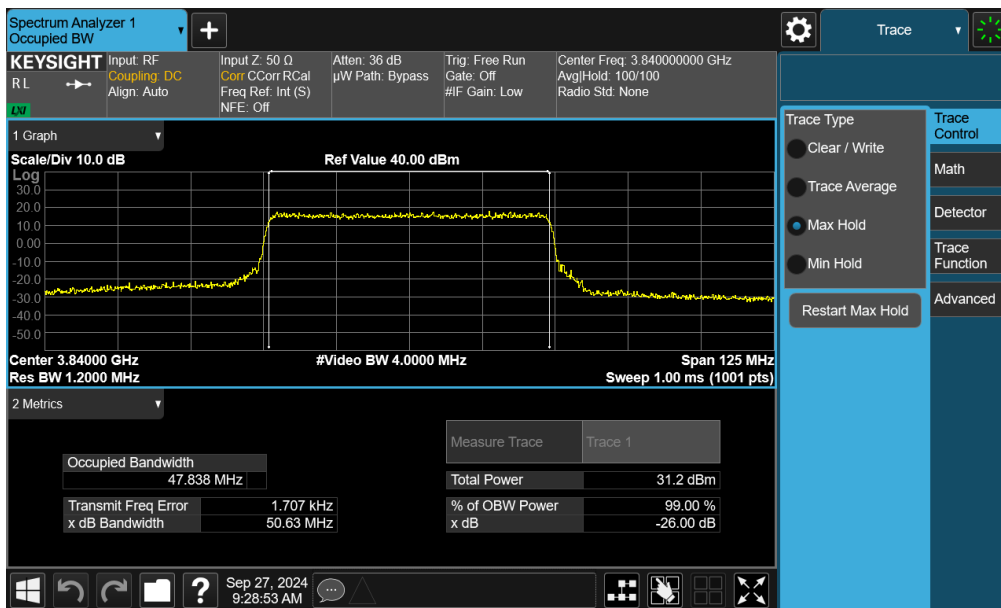 Spectrum Analyzer 1
Occupied BW
Trace
KEYSIGHT
R L
LXI
Input: RF
Coupling: DC
Align: Auto
Input Z: 50 Ω
Corr CCorr RCal
Freq Ref: Int (S)
NFE: Off
Atten: 36 dB
µW Path: Bypass
Trig: Free Run
Gate: Off
#IF Gain: Low
Center Freq: 3.840000000 GHz
Avg|Hold: 100/100
Radio Std: None
1 Graph
Scale/Div 10.0 dB
Ref Value 40.00 dBm
Log
30.0
20.0
10.0
0.00
-10.0
-20.0
-30.0
-40.0
-50.0
Center 3.84000 GHz
#Video BW 4.0000 MHz
Span 125 MHz
Res BW 1.2000 MHz
Sweep 1.00 ms (1001 pts)
2 Metrics
Measure Trace
Trace 1
Occupied Bandwidth
47.838 MHz
Total Power
31.2 dBm
Transmit Freq Error
1.707 kHz
% of OBW Power
99.00 %
x dB Bandwidth
50.63 MHz
x dB
-26.00 dB
Trace Type
Clear / Write
Trace Average
Max Hold
Min Hold
Restart Max Hold
Trace
Control
Math
Detector
Trace
Function
Advanced
?
Sep 27, 2024
9:28:53 AM